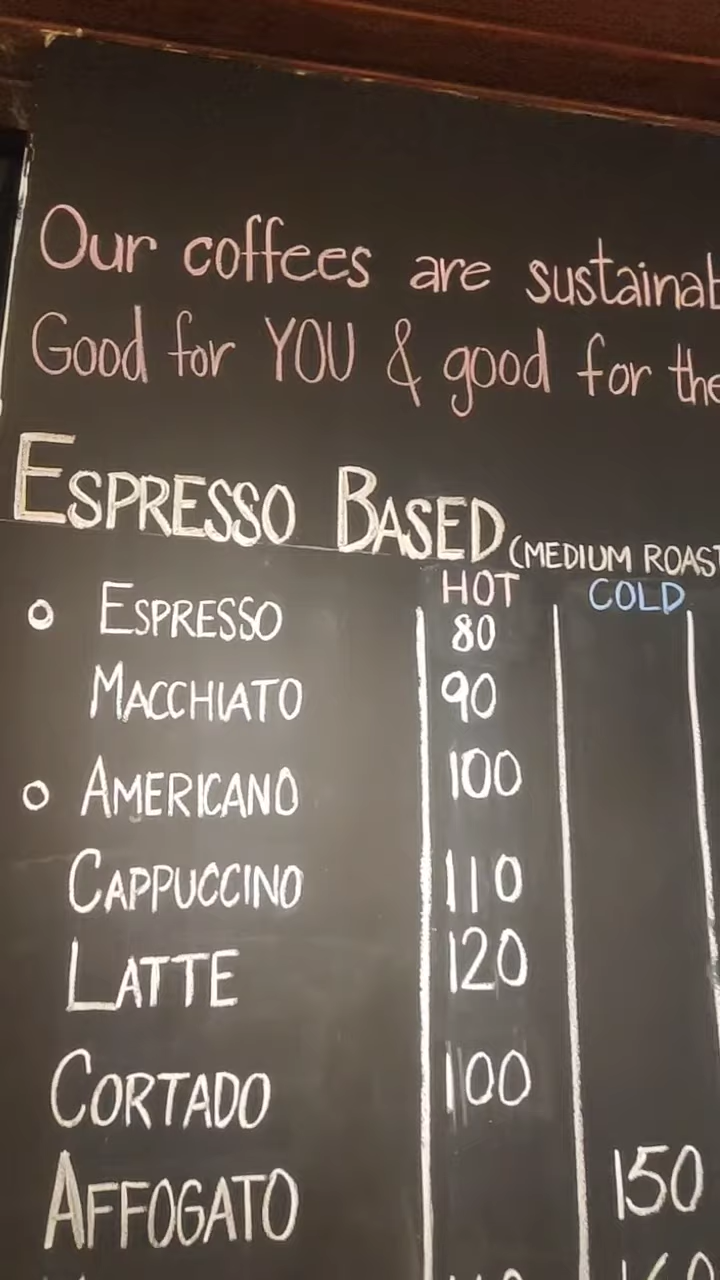 Our coffees are
Good for YOU & good for the
ESPRESSO BASED (MEDIUM ROAST
HOT COLD
ESPRESSO 80
MACCHIATO 90
AMERICANO 100
CAPPUCCINO 110
LATTE 120
CORTADO 100
AFFOGATO 150